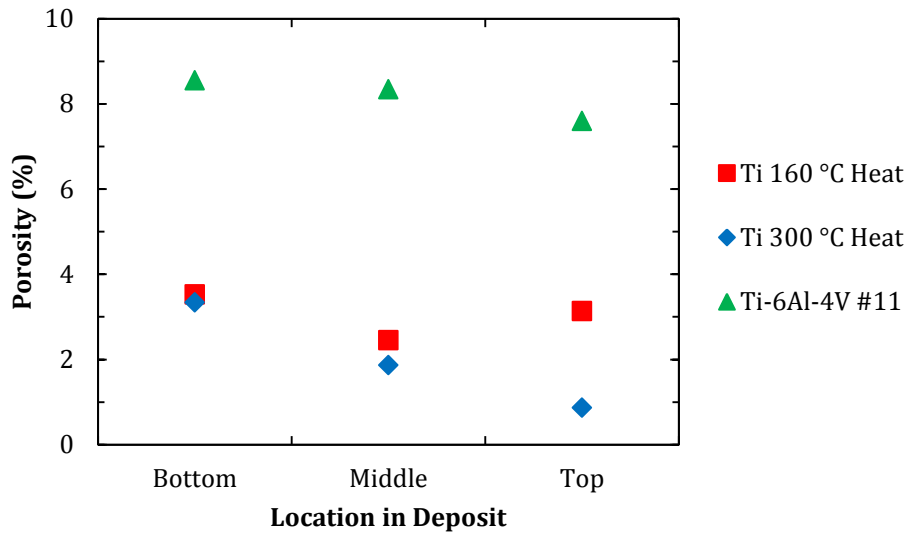 10
8
6
4
2
0
Porosity (%)
Bottom
Middle
Top
Location in Deposit
Ti 160 °C Heat
Ti 300 °C Heat
Ti-6Al-4V #11